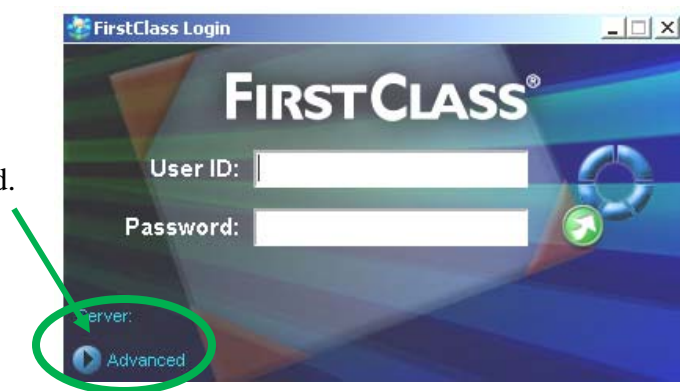 FirstClass Login
FIRSTCLASS®
User ID:
d.
Password:
Server:
Advanced